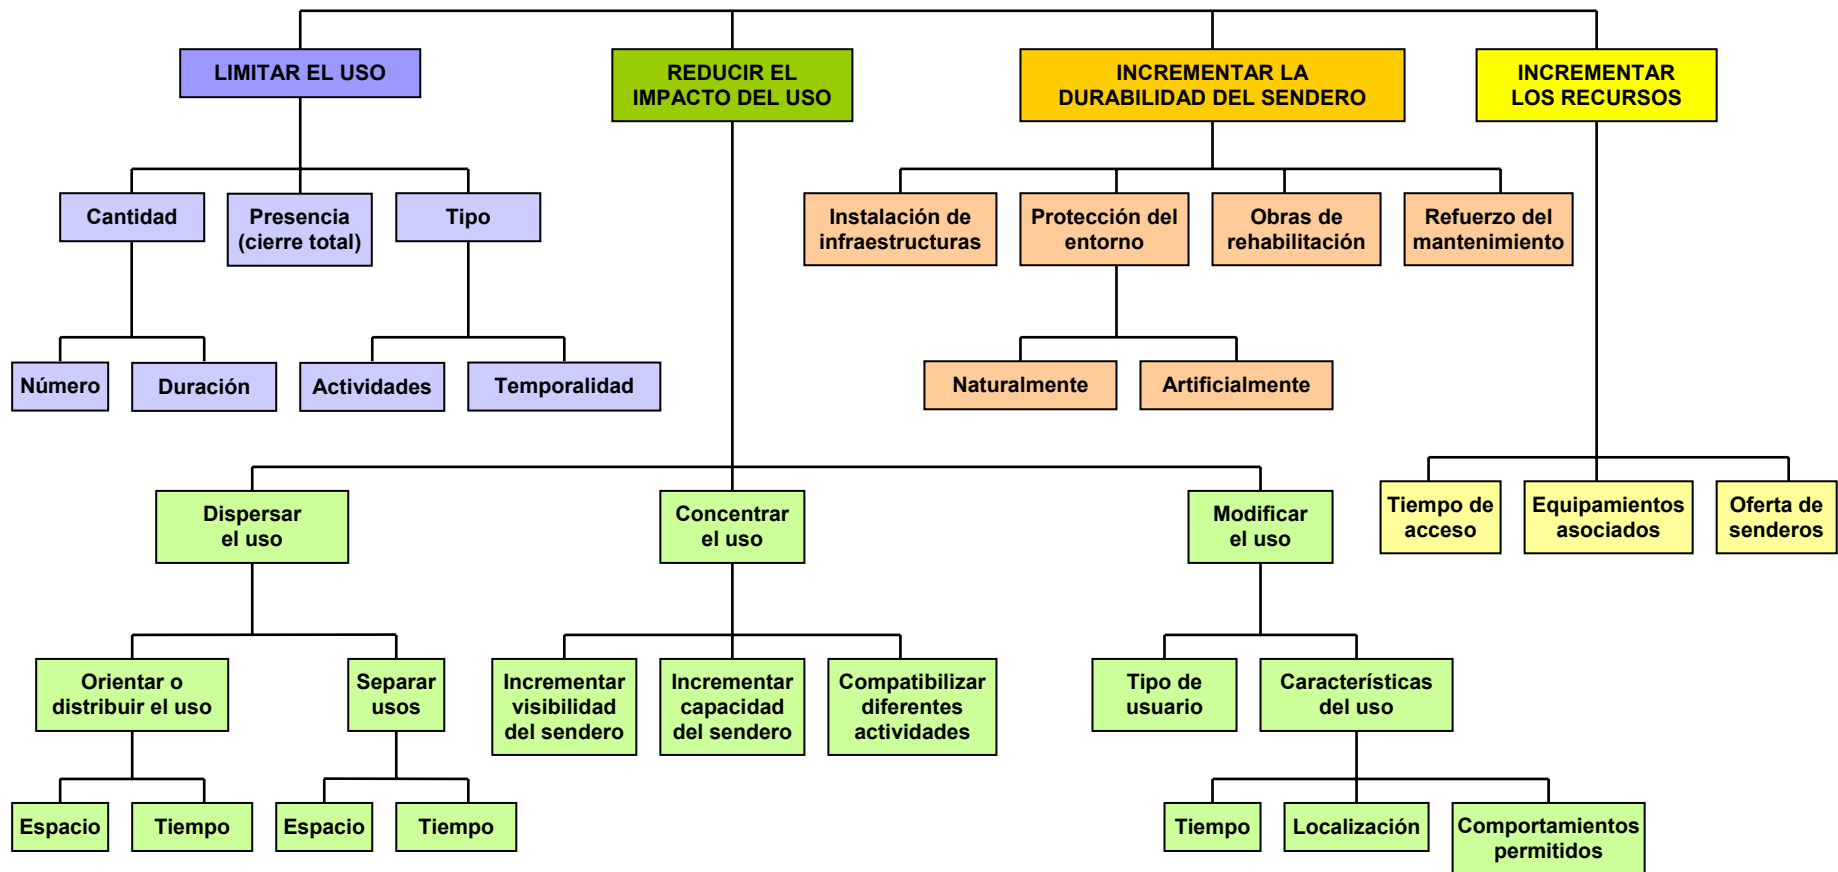 LIMITAR EL USO
REDUCIR EL
IMPACTO DEL USO
INCREMENTAR LA
DURABILIDAD DEL SENDERO
INCREMENTAR
LOS RECURSOS
Cantidad
Presencia
(cierre total)
Tipo
Instalación de
infraestructuras
Protección del
entorno
Obras de
rehabilitación
Refuerzo del
mantenimiento
Número
Duración
Actividades
Temporalidad
Naturalmente
Artificialmente
Dispersar
el uso
Concentrar
el uso
Modificar
el uso
Tiempo de
acceso
Equipamientos
asociados
Oferta de
senderos
Orientar o
distribuir el uso
Separar
usos
Incrementar
visibilidad
del sendero
Incrementar
capacidad
del sendero
Compatibilizar
diferentes
actividades
Tipo de
usuario
Características
del uso
Espacio
Tiempo
Espacio
Tiempo
Tiempo
Localización
Comportamientos
permitidos